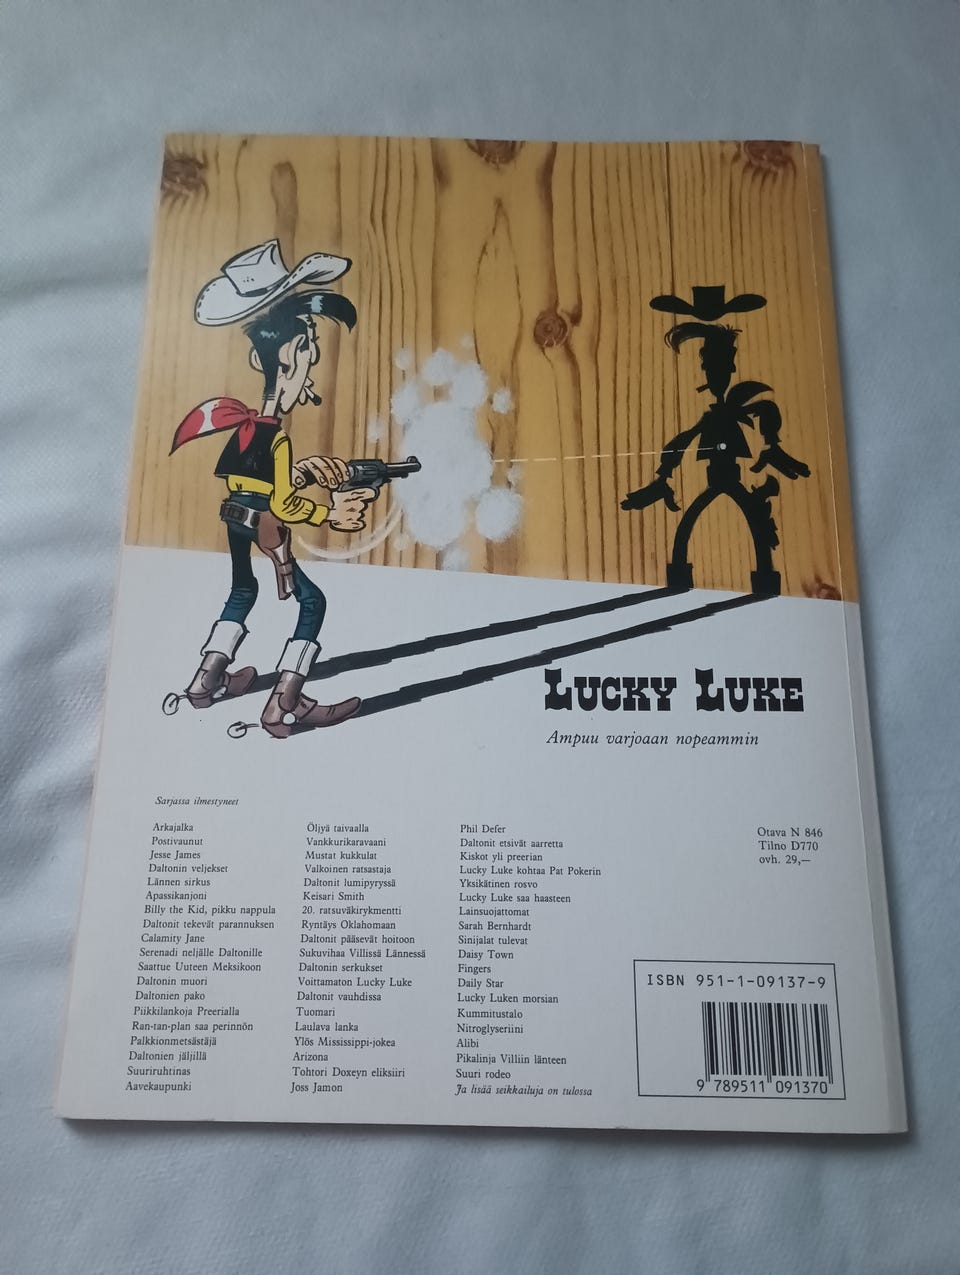 LUCKY LUKE
Ampuu varjoaan nopeammin
Sarjassa ilmestyneet
Arkajalka
Postivaunut
Jesse James
Daltonin veljekset
Lännen sirkus
Apassikanjoni
Billy the Kid, pikku nappula
Daltonit tekevät parannuksen
Calamity Jane
Serenadi neljälle Daltonille
Saattue Uuteen Meksikoon
Daltonin muori
Daltonien pako
Piikkilankoja Preerialla
Ran-tan-plan saa perinnön
Palkkionmetsästäjä
Daltonien jäljillä
Suuriruhtinas
Aavekaupunki
Öljyä taivaalla
Vankkurikaravaani
Mustat kukkulat
Valkoinen ratsastaja
Daltonit lumipyryssä
Keisari Smith
20. ratsuväkirykmentti
Ryntäys Oklahomaan
Daltonit pääsevät hoitoon
Sukuvihaa Villissä Lännessä
Daltonin serkukset
Voittamaton Lucky Luke
Daltonit vauhdissa
Tuomari
Laulava lanka
Ylös Mississippi-jokea
Arizona
Tohtori Doxeyn eliksiiri
Joss Jamon
Phil Defer
Daltonit etsivät aarretta
Kiskot yli preerian
Lucky Luke kohtaa Pat Pokerin
Yksikätinen rosvo
Lucky Luke saa haasteen
Lainsuojattomat
Sarah Bernhardt
Sinijalat tulevat
Daisy Town
Fingers
Daily Star
Lucky Luken morsian
Kummitustalo
Nitroglyseriini
Alibi
Pikalinja Villiin länteen
Suuri rodeo
Ja lisää seikkailuja on tulossa
Otava N 846
Tilno D770
ovh. 29,—
ISBN 951-1-09137-9
9 789511 091370